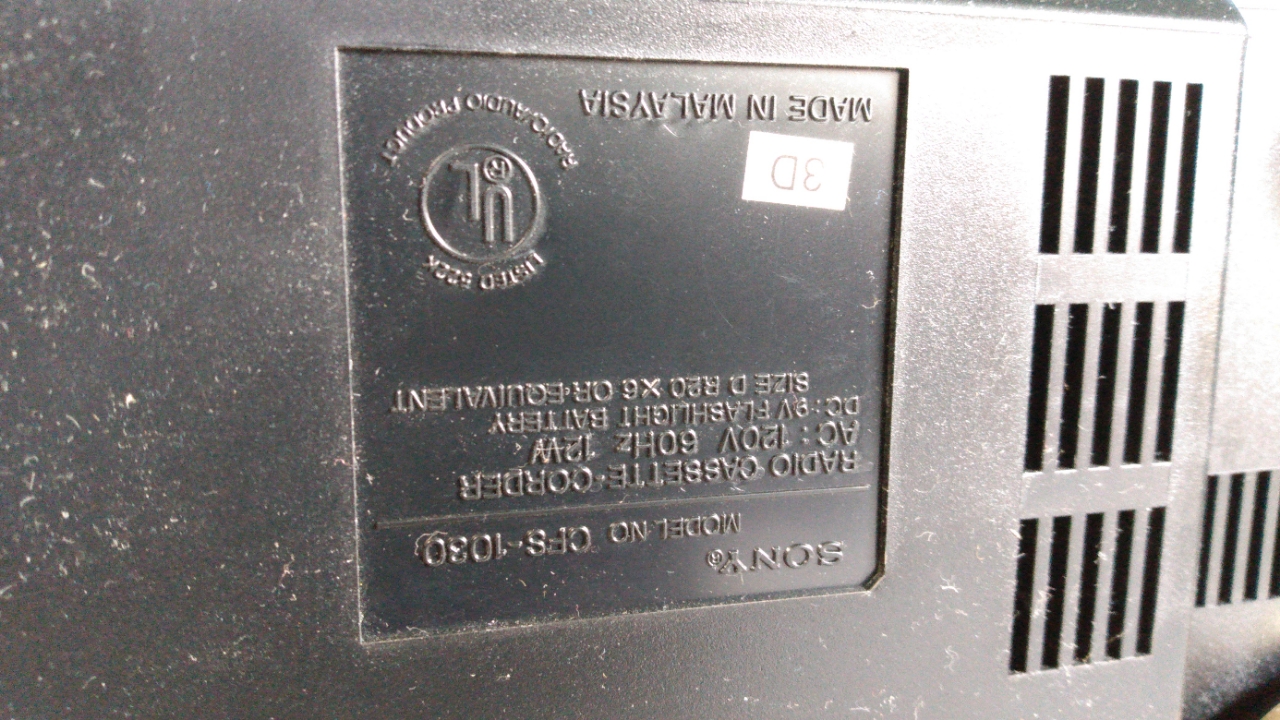 SONY®
MODEL NO. CFS-1030
RADIO CASSETTE-CORDER
AC : 120V 60Hz 12W
DC : 9V FLASHLIGHT BATTERY
SIZE D R20 ×6 OR EQUIVALENT
LISTED 522K
UL®
RADIO/AUDIO PRODUCT
3D
MADE IN MALAYSIA